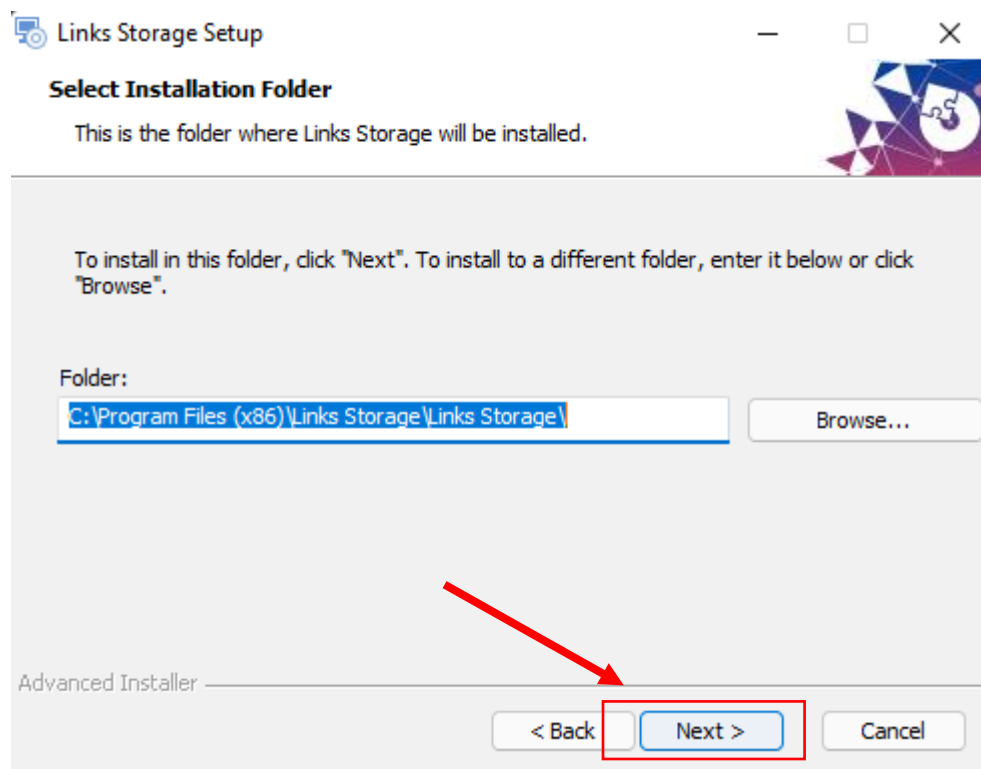 Links Storage Setup
Select Installation Folder
This is the folder where Links Storage will be installed.
To install in this folder, click "Next". To install to a different folder, enter it below or click
"Browse".
Folder:
C:\Program Files (x86)\Links Storage\Links Storage\
Browse...
Advanced Installer
< Back
Next >
Cancel